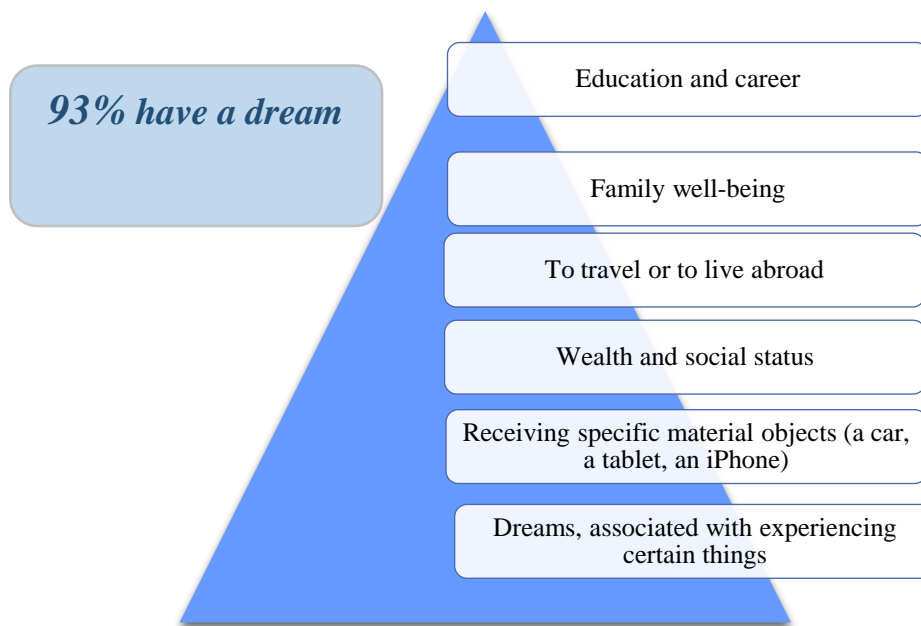 93% have a dream
Education and career
Family well-being
To travel or to live abroad
Wealth and social status
Receiving specific material objects (a car,
a tablet, an iPhone)
Dreams, associated with experiencing
certain things